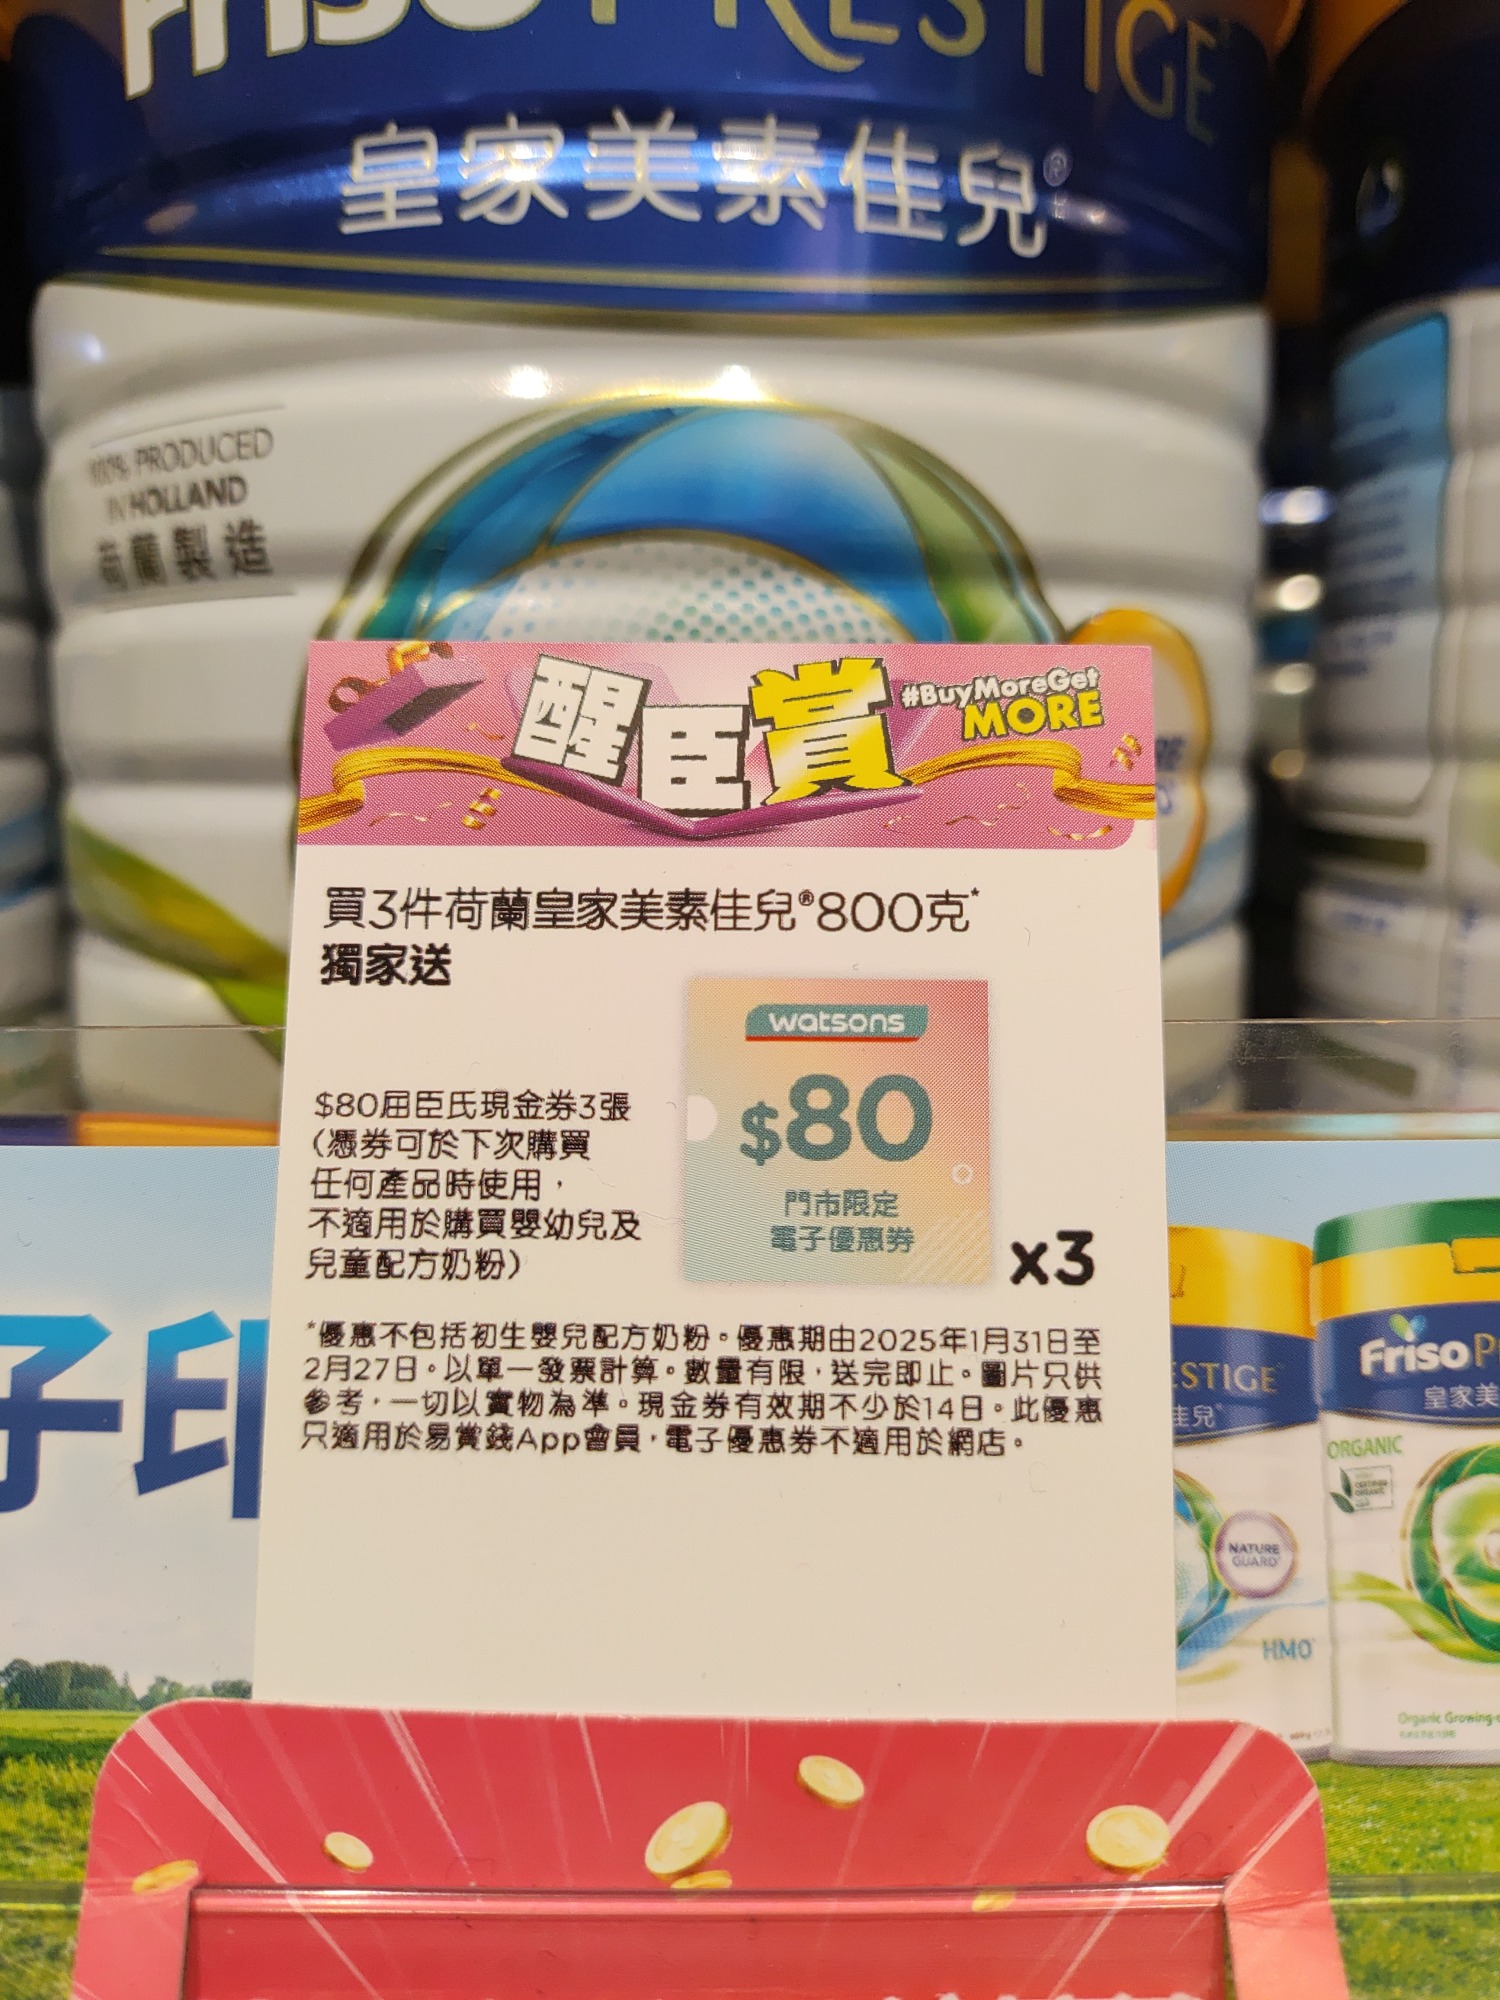 PRESTIGE
皇家美素佳兒®
100% PRODUCED
IN HOLLAND
荷蘭製造
醒臣賞
#BuyMoreGet
MORE
買3件荷蘭皇家美素佳兒®800克*
獨家送
watsons
$80
門市限定
電子優惠券
x3
$80屈臣氏現金券3張
(憑券可於下次購買
任何產品時使用，
不適用於購買嬰幼兒及
兒童配方奶粉)
*優惠不包括初生嬰兒配方奶粉。優惠期由2025年1月31日至
2月27日。以單一發票計算。數量有限，送完即止。圖片只供
參考，一切以實物為準。現金券有效期不少於14日。此優惠
只適用於易賞錢App會員，電子優惠券不適用於網店。
子印
ESTIGE
佳兒
NATURE
GUARD
HMO
Friso P
皇家美
ORGANIC
Organic Growing